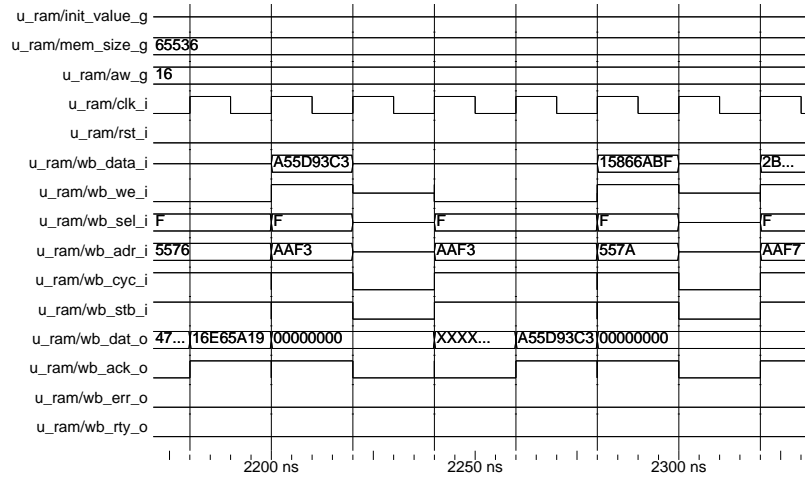 u_ram/init_value_g
u_ram/mem_size_g 65536
u_ram/aw_g 16
u_ram/clk_i
u_ram/rst_i
u_ram/wb_data_i A55D93C3 15866ABF 2B...
u_ram/wb_we_i
u_ram/wb_sel_i F F F F F
u_ram/wb_adr_i 5576 AAF3 AAF3 557A AAF7
u_ram/wb_cyc_i
u_ram/wb_stb_i
u_ram/wb_dat_o 47... 16E65A19 00000000 XXXX... A55D93C3 00000000
u_ram/wb_ack_o
u_ram/wb_err_o
u_ram/wb_rty_o
2200 ns 2250 ns 2300 ns